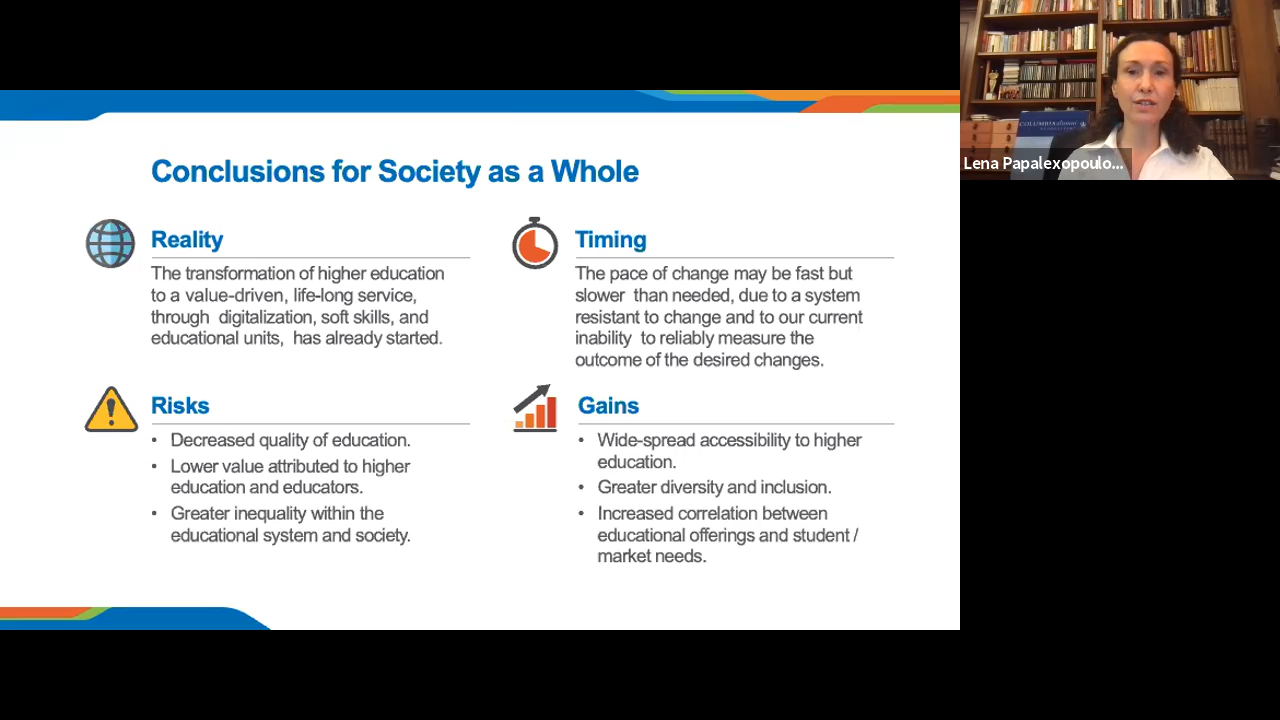 Conclusions for Society as a Whole
Reality
The transformation of higher education
to a value-driven, life-long service,
through digitalization, soft skills, and
educational units, has already started.
Timing
The pace of change may be fast but
slower than needed, due to a system
resistant to change and to our current
inability to reliably measure the
outcome of the desired changes.
Risks
• Decreased quality of education.
• Lower value attributed to higher
education and educators.
• Greater inequality within the
educational system and society.
Gains
• Wide-spread accessibility to higher
education.
• Greater diversity and inclusion.
• Increased correlation between
educational offerings and student /
market needs.
COLUMBIA alumni
Lena Papalexopoulo...